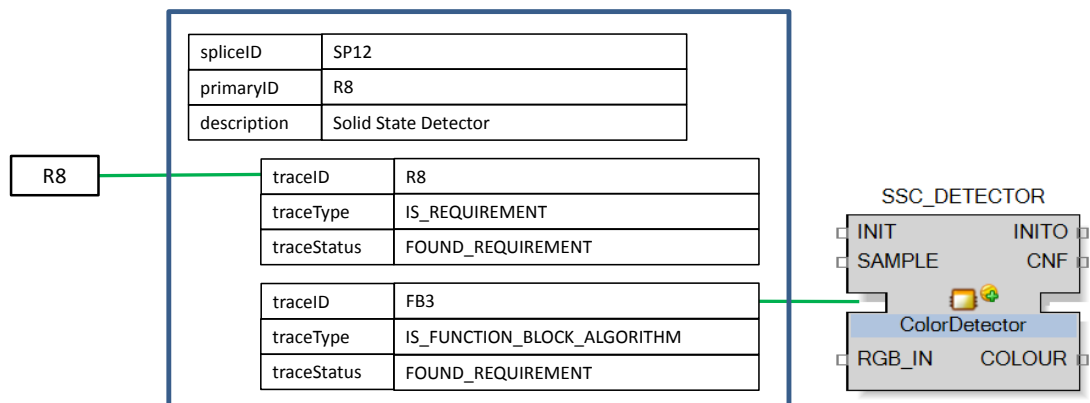 spliceID SP12
primaryID R8
description Solid State Detector
R8
traceID R8
traceType IS_REQUIREMENT
traceStatus FOUND_REQUIREMENT
traceID FB3
traceType IS_FUNCTION_BLOCK_ALGORITHM
traceStatus FOUND_REQUIREMENT
SSC_DETECTOR
INIT INITO
SAMPLE CNF
ColorDetector
RGB_IN COLOUR